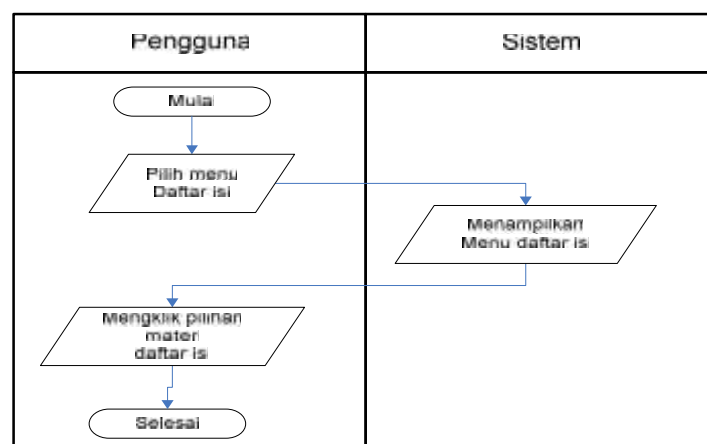 Pengguna
Sistem
Mulai
Pilih menu
Daftar isi
Menampilkan
Menu daftar isi
Mengklik pilihan
materi
daftar isi
Selesai